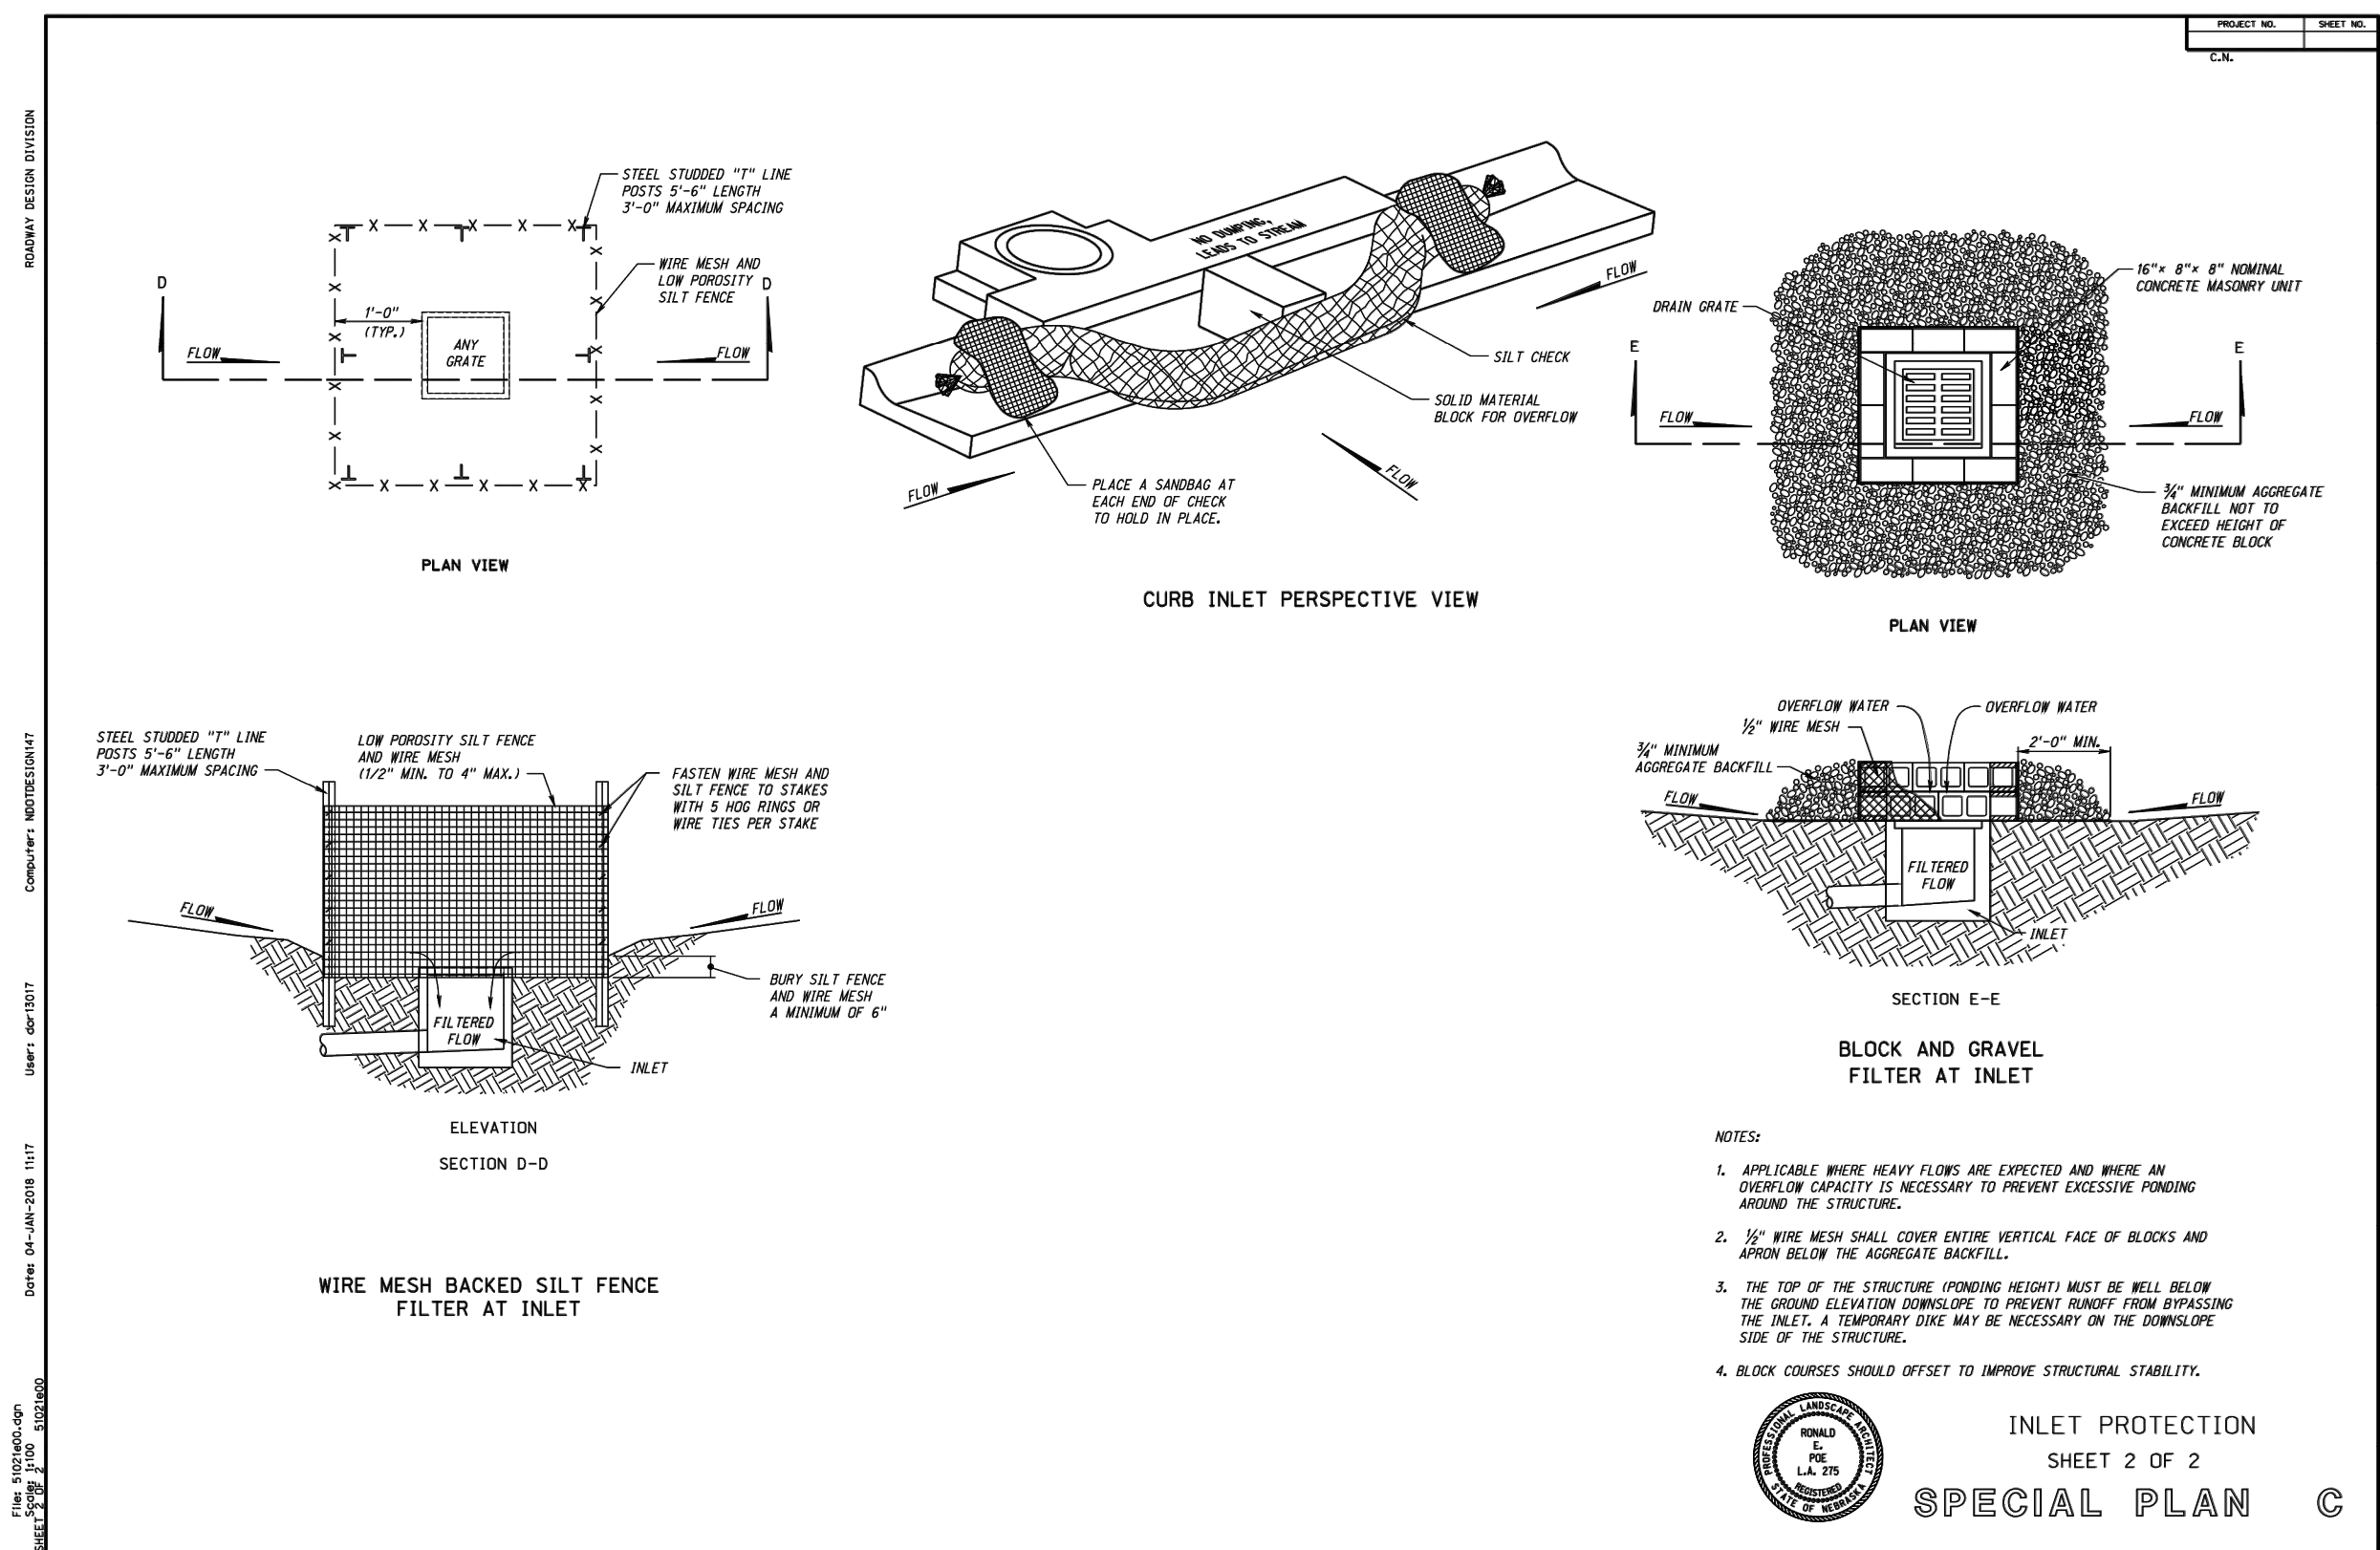 PROJECT NO.
SHEET NO.
C.N.
ROADWAY DESIGN DIVISION
Computer: NDOTDESIGN147
User: dor13017
Date: 04-JAN-2018 11:17
File: 51021e00.dgn
Scale: 1:100
SHEET 2 OF 2 51021e00
STEEL STUDDED "T" LINE
POSTS 5'-6" LENGTH
3'-0" MAXIMUM SPACING
WIRE MESH AND
LOW POROSITY
SILT FENCE
D
D
1'-0"
(TYP.)
ANY
GRATE
FLOW
FLOW
PLAN VIEW
NO DUMPING,
LEADS TO STREAM
FLOW
SILT CHECK
SOLID MATERIAL
BLOCK FOR OVERFLOW
FLOW
FLOW
PLACE A SANDBAG AT
EACH END OF CHECK
TO HOLD IN PLACE.
CURB INLET PERSPECTIVE VIEW
16"x 8"x 8" NOMINAL
CONCRETE MASONRY UNIT
DRAIN GRATE
E
E
FLOW
FLOW
¾" MINIMUM AGGREGATE
BACKFILL NOT TO
EXCEED HEIGHT OF
CONCRETE BLOCK
PLAN VIEW
STEEL STUDDED "T" LINE
POSTS 5'-6" LENGTH
3'-0" MAXIMUM SPACING
LOW POROSITY SILT FENCE
AND WIRE MESH
(1/2" MIN. TO 4" MAX.)
FASTEN WIRE MESH AND
SILT FENCE TO STAKES
WITH 5 HOG RINGS OR
WIRE TIES PER STAKE
FLOW
FLOW
BURY SILT FENCE
AND WIRE MESH
A MINIMUM OF 6"
FILTERED
FLOW
INLET
ELEVATION
SECTION D-D
WIRE MESH BACKED SILT FENCE
FILTER AT INLET
OVERFLOW WATER
OVERFLOW WATER
½" WIRE MESH
¾" MINIMUM
AGGREGATE BACKFILL
2'-0" MIN.
FLOW
FLOW
FILTERED
FLOW
INLET
SECTION E-E
BLOCK AND GRAVEL
FILTER AT INLET
NOTES:
1. APPLICABLE WHERE HEAVY FLOWS ARE EXPECTED AND WHERE AN
OVERFLOW CAPACITY IS NECESSARY TO PREVENT EXCESSIVE PONDING
AROUND THE STRUCTURE.
2. ½" WIRE MESH SHALL COVER ENTIRE VERTICAL FACE OF BLOCKS AND
APRON BELOW THE AGGREGATE BACKFILL.
3. THE TOP OF THE STRUCTURE (PONDING HEIGHT) MUST BE WELL BELOW
THE GROUND ELEVATION DOWNSLOPE TO PREVENT RUNOFF FROM BYPASSING
THE INLET. A TEMPORARY DIKE MAY BE NECESSARY ON THE DOWNSLOPE
SIDE OF THE STRUCTURE.
4. BLOCK COURSES SHOULD OFFSET TO IMPROVE STRUCTURAL STABILITY.
PROFESSIONAL LANDSCAPE ARCHITECT
RONALD
E.
POE
L.A. 275
REGISTERED
STATE OF NEBRASKA
INLET PROTECTION
SHEET 2 OF 2
SPECIAL PLAN C